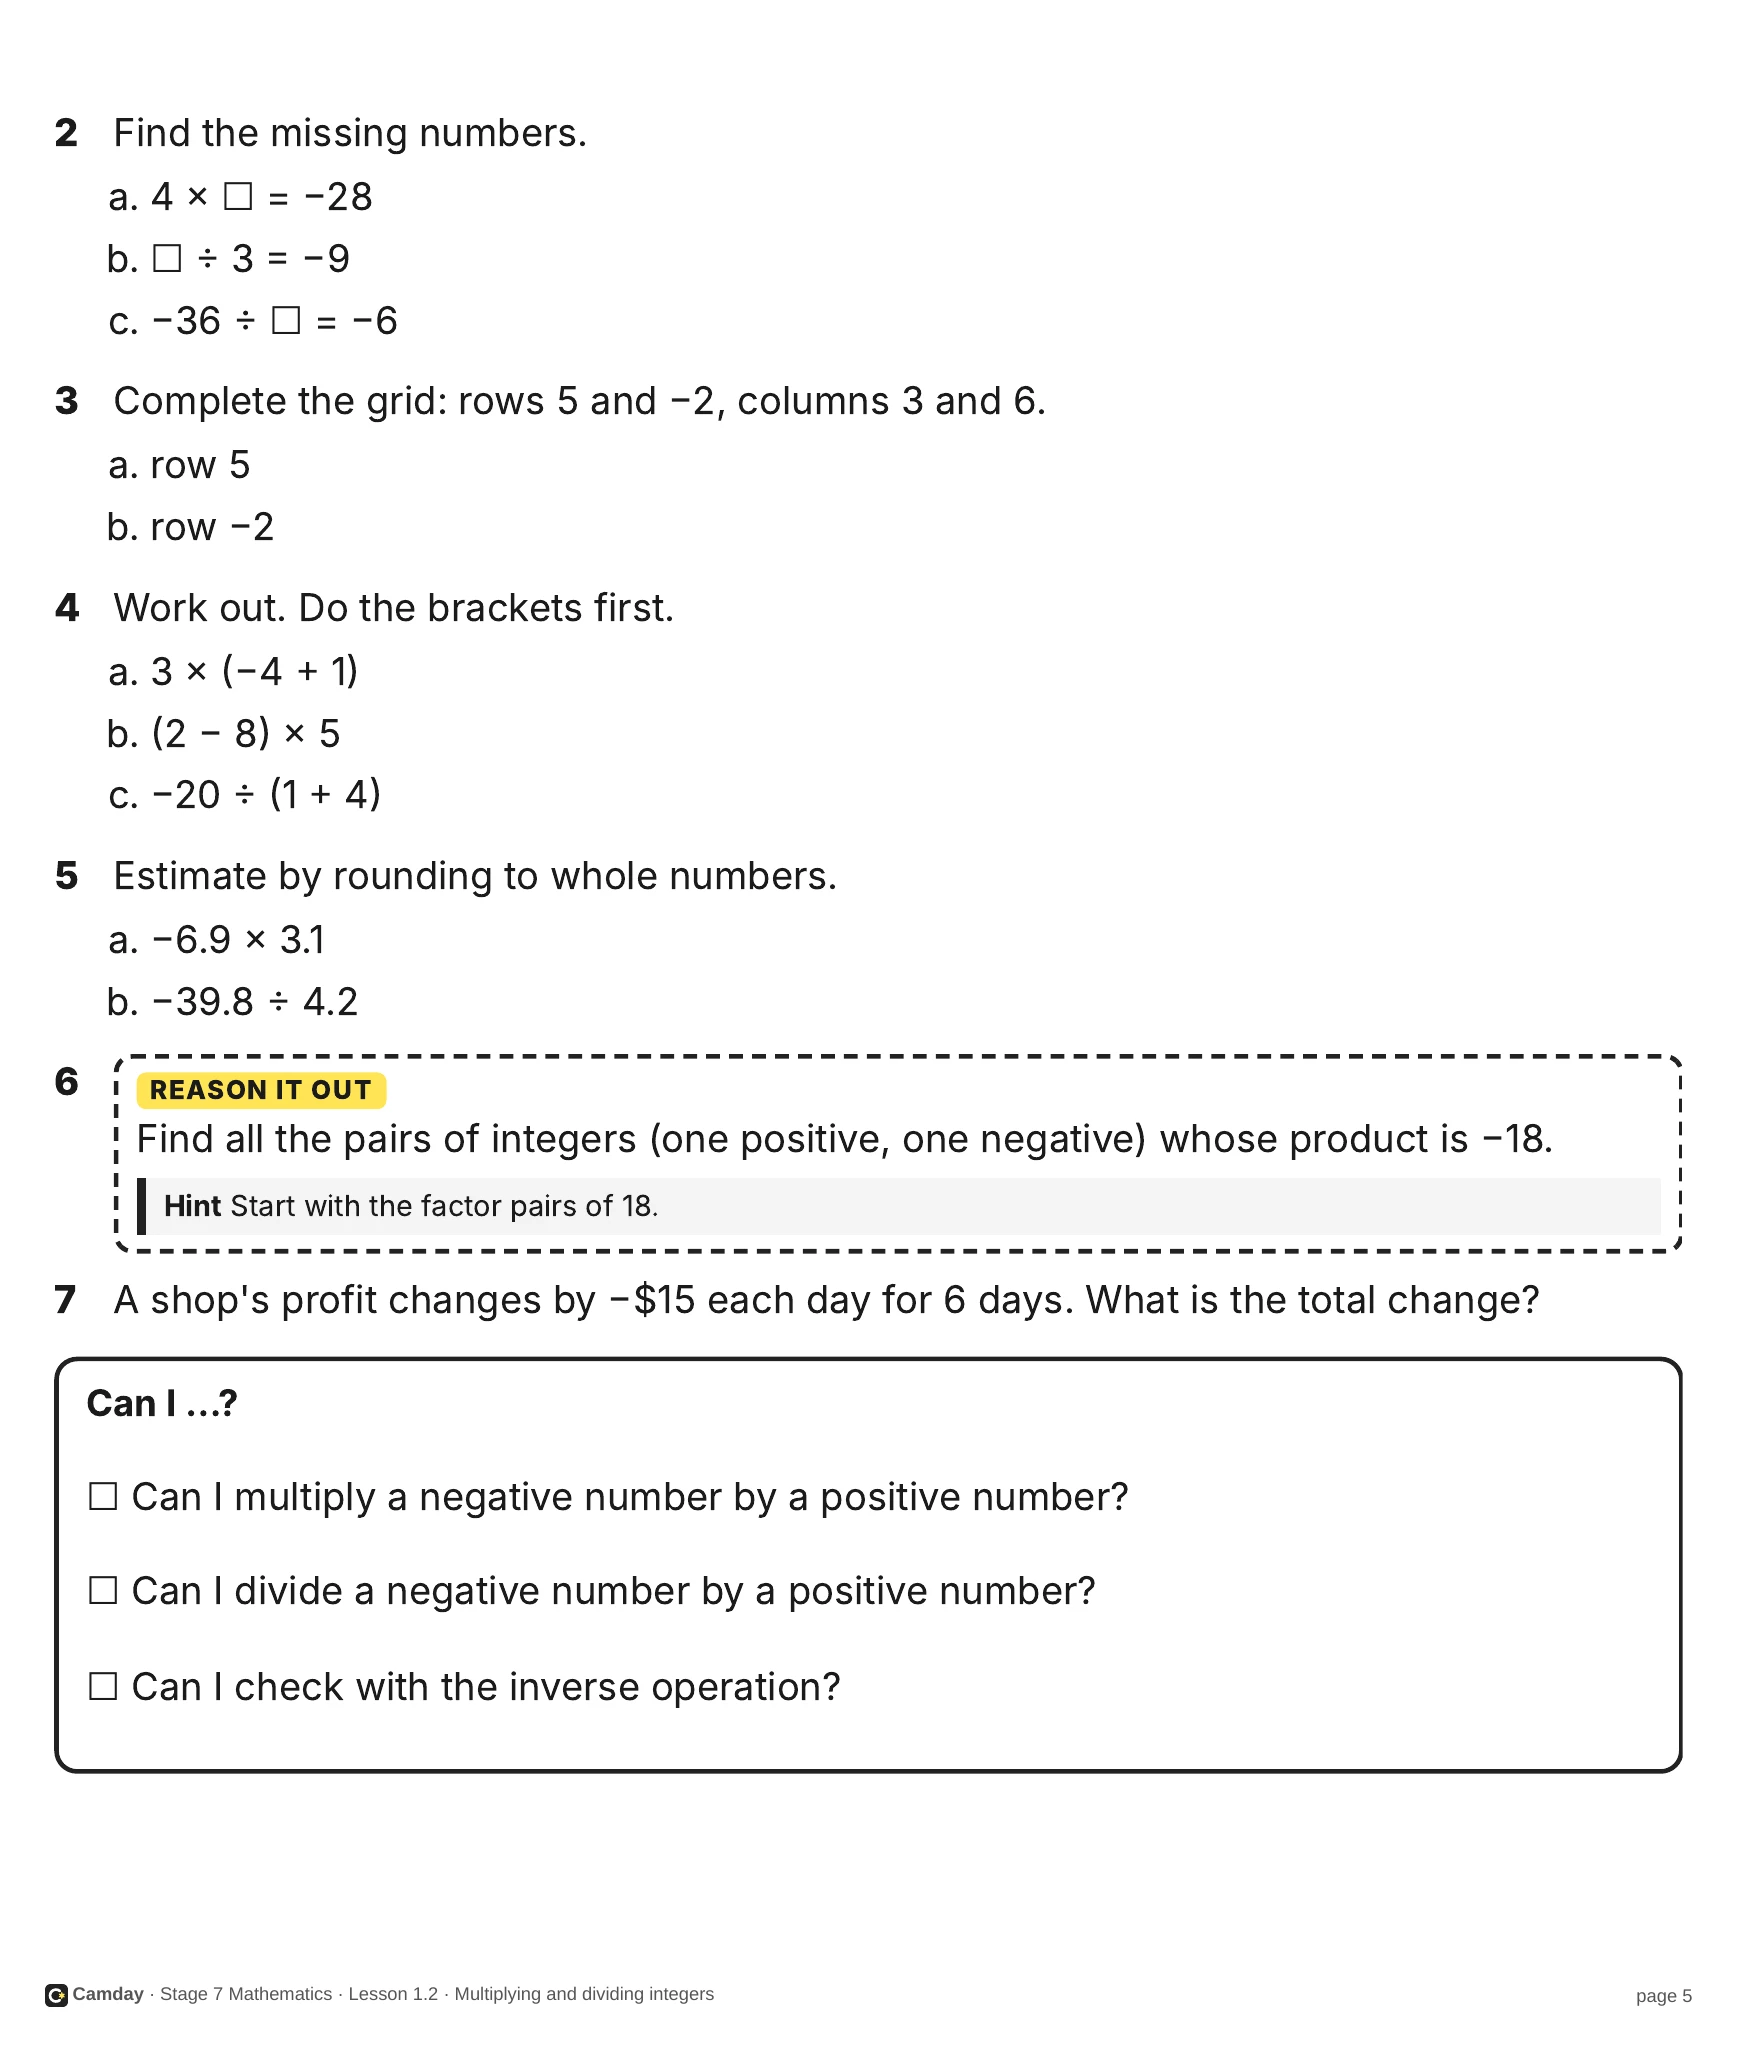 2 Find the missing numbers.
a. 4 × □ = −28
b. □ ÷ 3 = −9
c. −36 ÷ □ = −6
3 Complete the grid: rows 5 and −2, columns 3 and 6.
a. row 5
b. row −2
4 Work out. Do the brackets first.
a. 3 × (−4 + 1)
b. (2 − 8) × 5
c. −20 ÷ (1 + 4)
5 Estimate by rounding to whole numbers.
a. −6.9 × 3.1
b. −39.8 ÷ 4.2
6 REASON IT OUT
Find all the pairs of integers (one positive, one negative) whose product is −18.
Hint Start with the factor pairs of 18.
7 A shop's profit changes by −$15 each day for 6 days. What is the total change?
Can I …?
☐ Can I multiply a negative number by a positive number?
☐ Can I divide a negative number by a positive number?
☐ Can I check with the inverse operation?
Camday · Stage 7 Mathematics · Lesson 1.2 · Multiplying and dividing integers
page 5